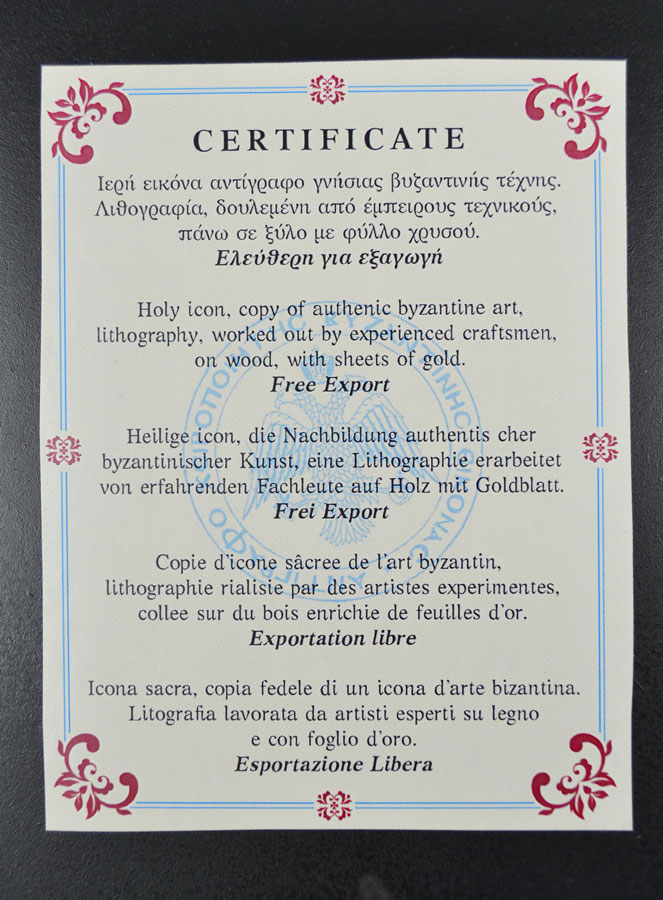 CERTIFICATE
Ιερή εικόνα αντίγραφο γνήσιας βυζαντινής τέχνης.
Λιθογραφία, δουλεμένη από έμπειρους τεχνικούς,
πάνω σε ξύλο με φύλλο χρυσού.
Ελεύθερη για εξαγωγή
Holy icon, copy of authenic byzantine art,
lithography, worked out by experienced craftsmen,
on wood, with sheets of gold.
Free Export
Heilige icon, die Nachbildung authentis cher
byzantinischer Kunst, eine Lithographie erarbeitet
von erfahrenden Fachleute auf Holz mit Goldblatt.
Frei Export
Copie d'icone sâcree de l'art byzantin,
lithographie rialisie par des artistes experimentes,
collee sur du bois enrichie de feuilles d'or.
Exportation libre
Icona sacra, copia fedele di un icona d'arte bizantina.
Litografia lavorata da artisti esperti su legno
e con foglio d'oro.
Esportazione Libera
ΒΥΖΑΝΤΙΝΗC ΕΙΚΟΝΑC
ΑΝΤΙΓΡΑΦΟ